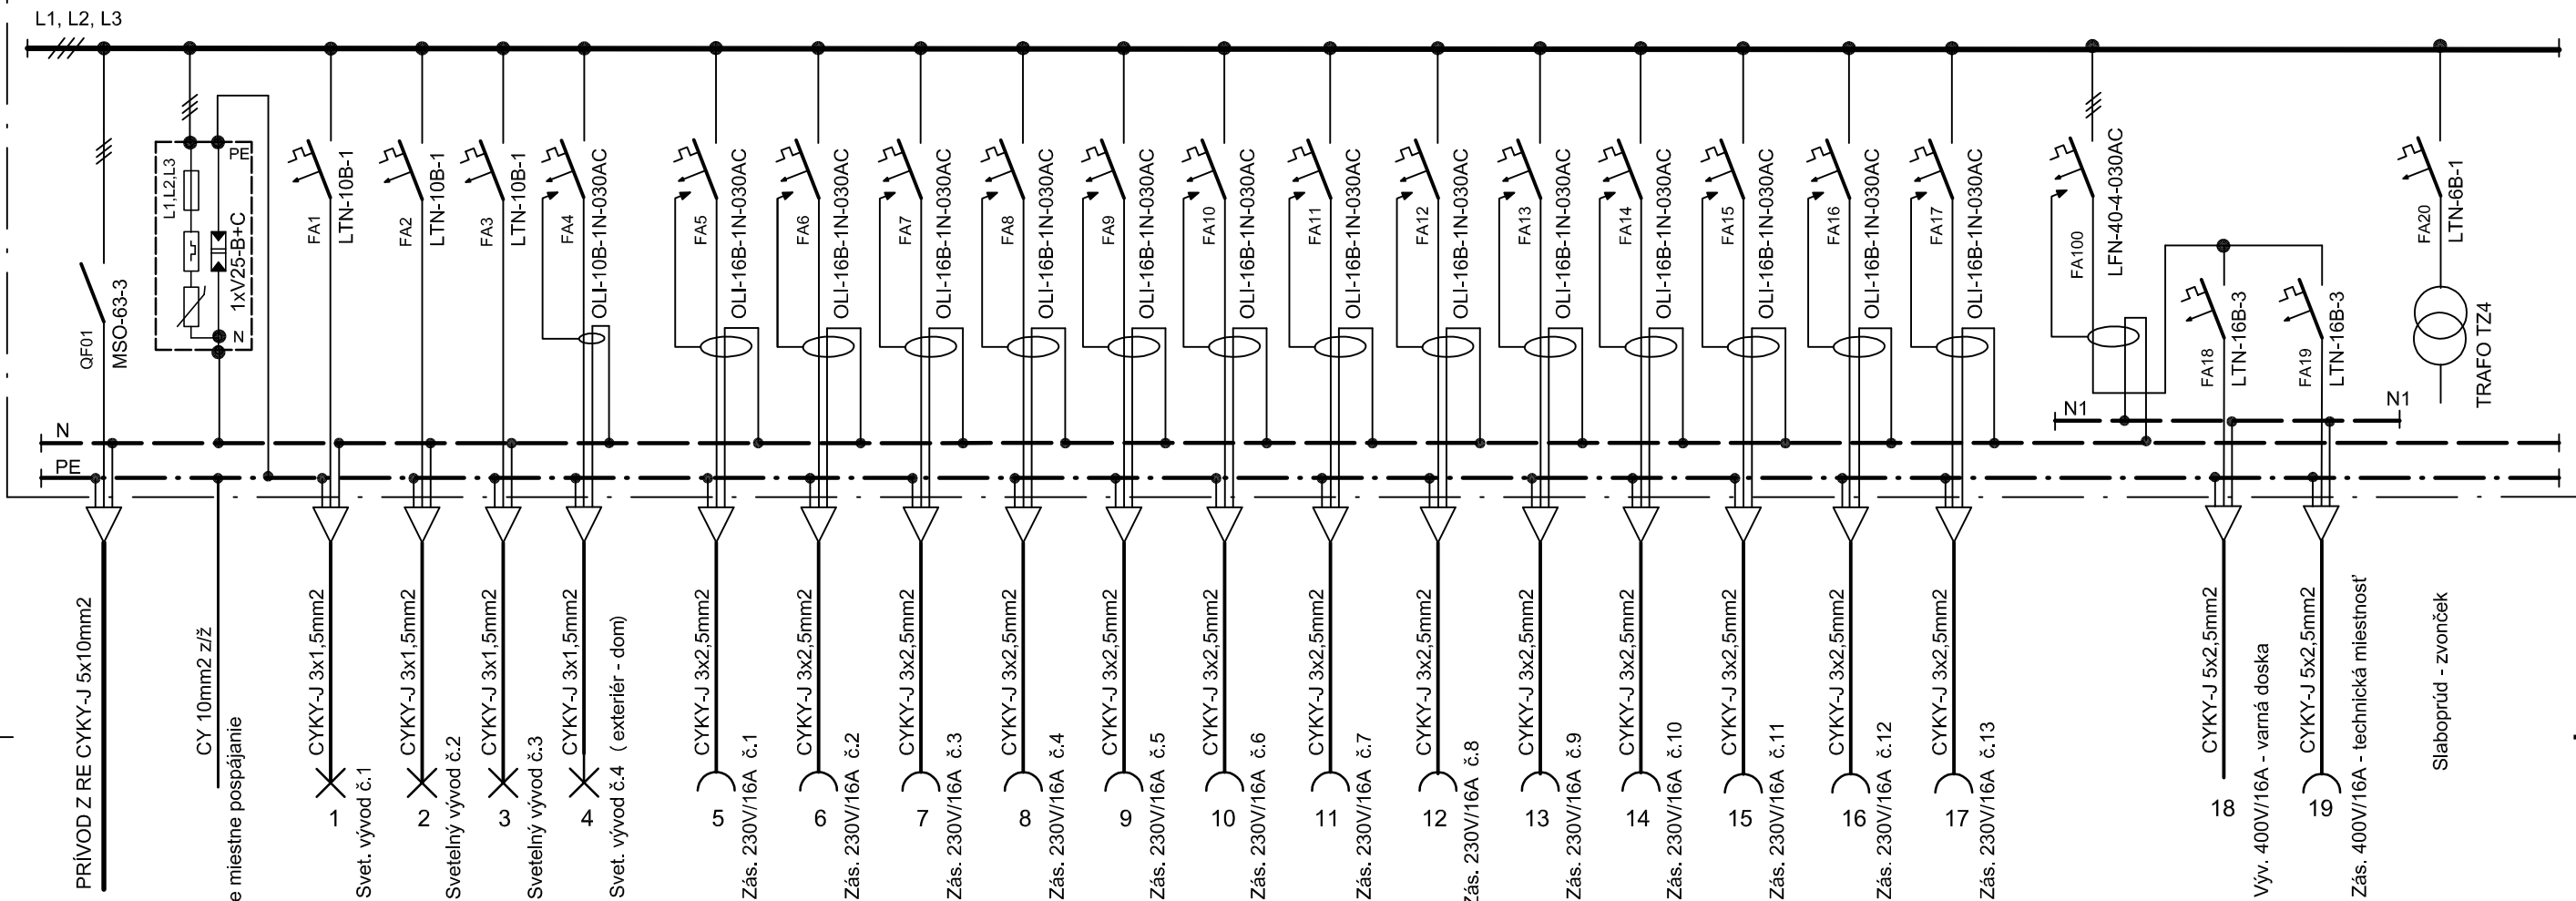 L1, L2, L3
QF01
MSO-63-3
PRÍVOD Z RE CYKY-J 5x10mm2
L1,L2,L3
PE
1xV25-B+C
N
CY 10mm2 z/ž
e miestne pospájanie
FA1
LTN-10B-1
CYKY-J 3x1,5mm2
1
Svet. vývod č.1
FA2
LTN-10B-1
CYKY-J 3x1,5mm2
2
Svetelný vývod č.2
FA3
LTN-10B-1
CYKY-J 3x1,5mm2
3
Svetelný vývod č.3
FA4
OLI-10B-1N-030AC
CYKY-J 3x1,5mm2
4
Svet. vývod č.4 ( exteriér - dom)
FA5
OLI-16B-1N-030AC
CYKY-J 3x2,5mm2
5
Zás. 230V/16A č.1
FA6
OLI-16B-1N-030AC
CYKY-J 3x2,5mm2
6
Zás. 230V/16A č.2
FA7
OLI-16B-1N-030AC
CYKY-J 3x2,5mm2
7
Zás. 230V/16A č.3
FA8
OLI-16B-1N-030AC
CYKY-J 3x2,5mm2
8
Zás. 230V/16A č.4
FA9
OLI-16B-1N-030AC
CYKY-J 3x2,5mm2
9
Zás. 230V/16A č.5
FA10
OLI-16B-1N-030AC
CYKY-J 3x2,5mm2
10
Zás. 230V/16A č.6
FA11
OLI-16B-1N-030AC
CYKY-J 3x2,5mm2
11
Zás. 230V/16A č.7
FA12
OLI-16B-1N-030AC
CYKY-J 3x2,5mm2
12
Zás. 230V/16A č.8
FA13
OLI-16B-1N-030AC
CYKY-J 3x2,5mm2
13
Zás. 230V/16A č.9
FA14
OLI-16B-1N-030AC
CYKY-J 3x2,5mm2
14
Zás. 230V/16A č.10
FA15
OLI-16B-1N-030AC
CYKY-J 3x2,5mm2
15
Zás. 230V/16A č.11
FA16
OLI-16B-1N-030AC
CYKY-J 3x2,5mm2
16
Zás. 230V/16A č.12
FA17
OLI-16B-1N-030AC
CYKY-J 3x2,5mm2
17
Zás. 230V/16A č.13
FA100
LFN-40-4-030AC
FA18
LTN-16B-3
CYKY-J 5x2,5mm2
18
Výv. 400V/16A - varná doska
FA19
LTN-16B-3
CYKY-J 5x2,5mm2
19
Zás. 400V/16A - technická miestnosť
FA20
LTN-6B-1
TRAFO TZ4
Slaboprúd - zvonček
N1
N1
N
PE